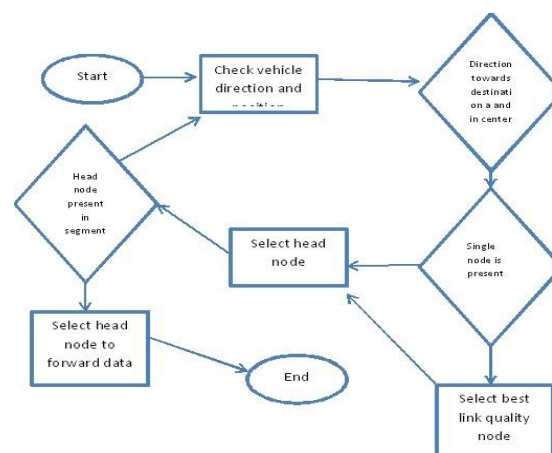 Start
Check vehicle
direction and
position
Direction
towards
destinati
on a and
in center
Head
node
present
in
segment
Select head
node
Single
node is
present
Select head
node to
forward data
End
Select best
link quality
node